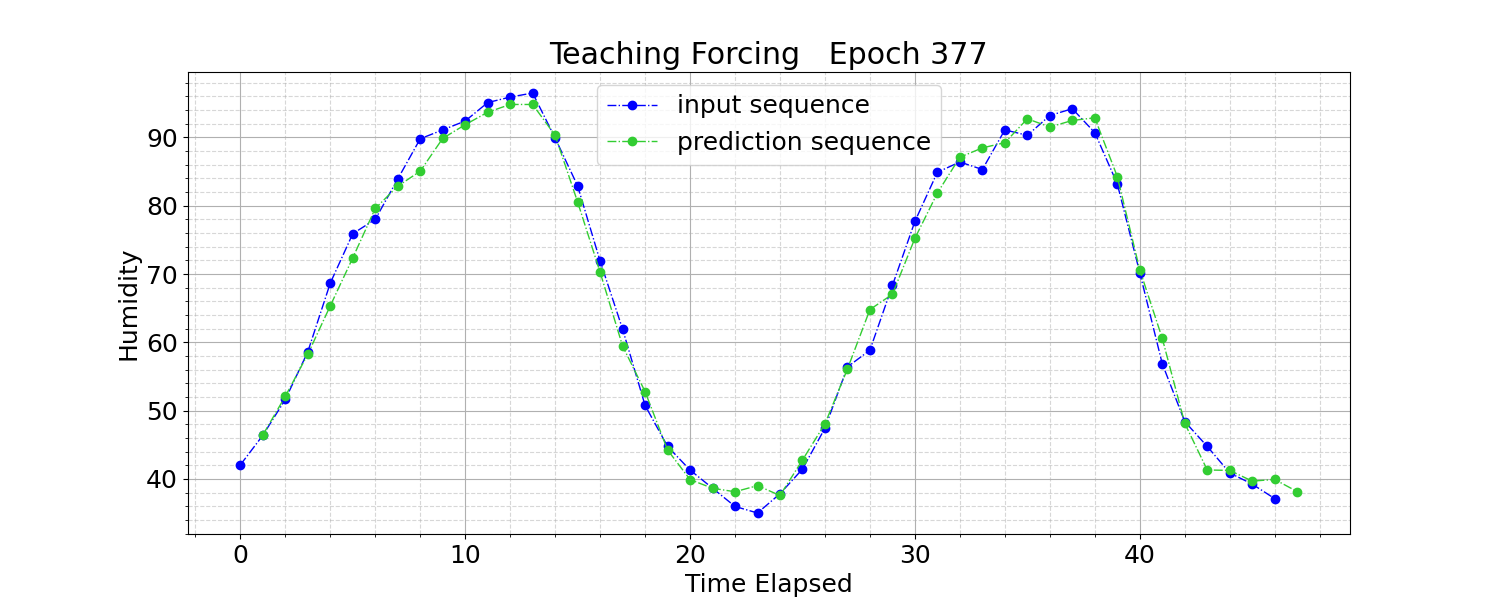 Teaching Forcing   Epoch 377
input sequence
prediction sequence
Humidity
90
80
70
60
50
40
0 10 20 30 40
Time Elapsed